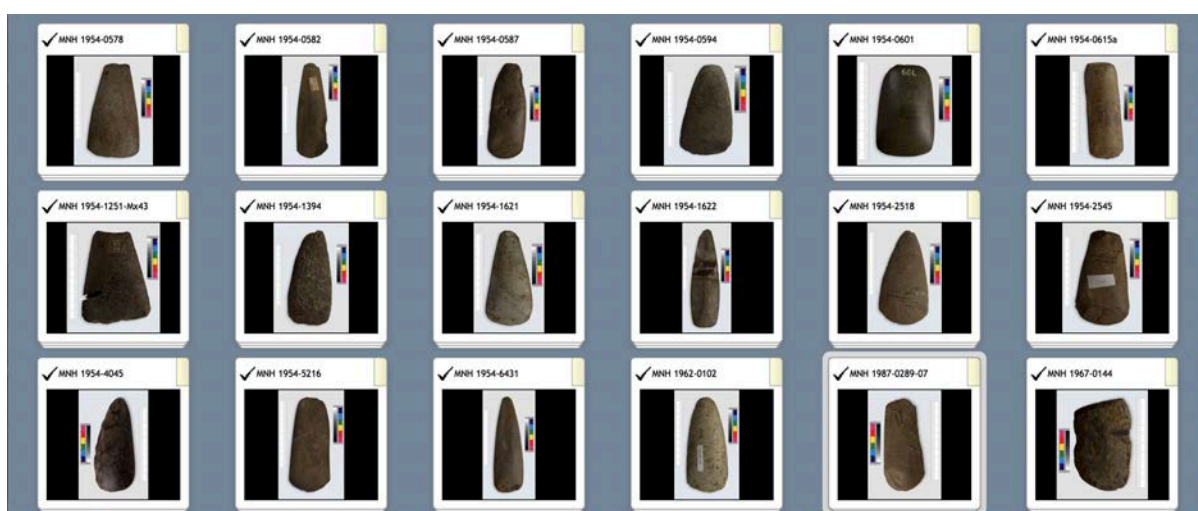 MNH 1954-0578
MNH 1954-0582
MNH 1954-0587
MNH 1954-0594
MNH 1954-0601
MNH 1954-0615a
MNH 1954-1251-Mx43
MNH 1954-1394
MNH 1954-1621
MNH 1954-1622
MNH 1954-2518
MNH 1954-2545
MNH 1954-4045
MNH 1954-5216
MNH 1954-6431
MNH 1962-0102
MNH 1987-0289-07
MNH 1967-0144